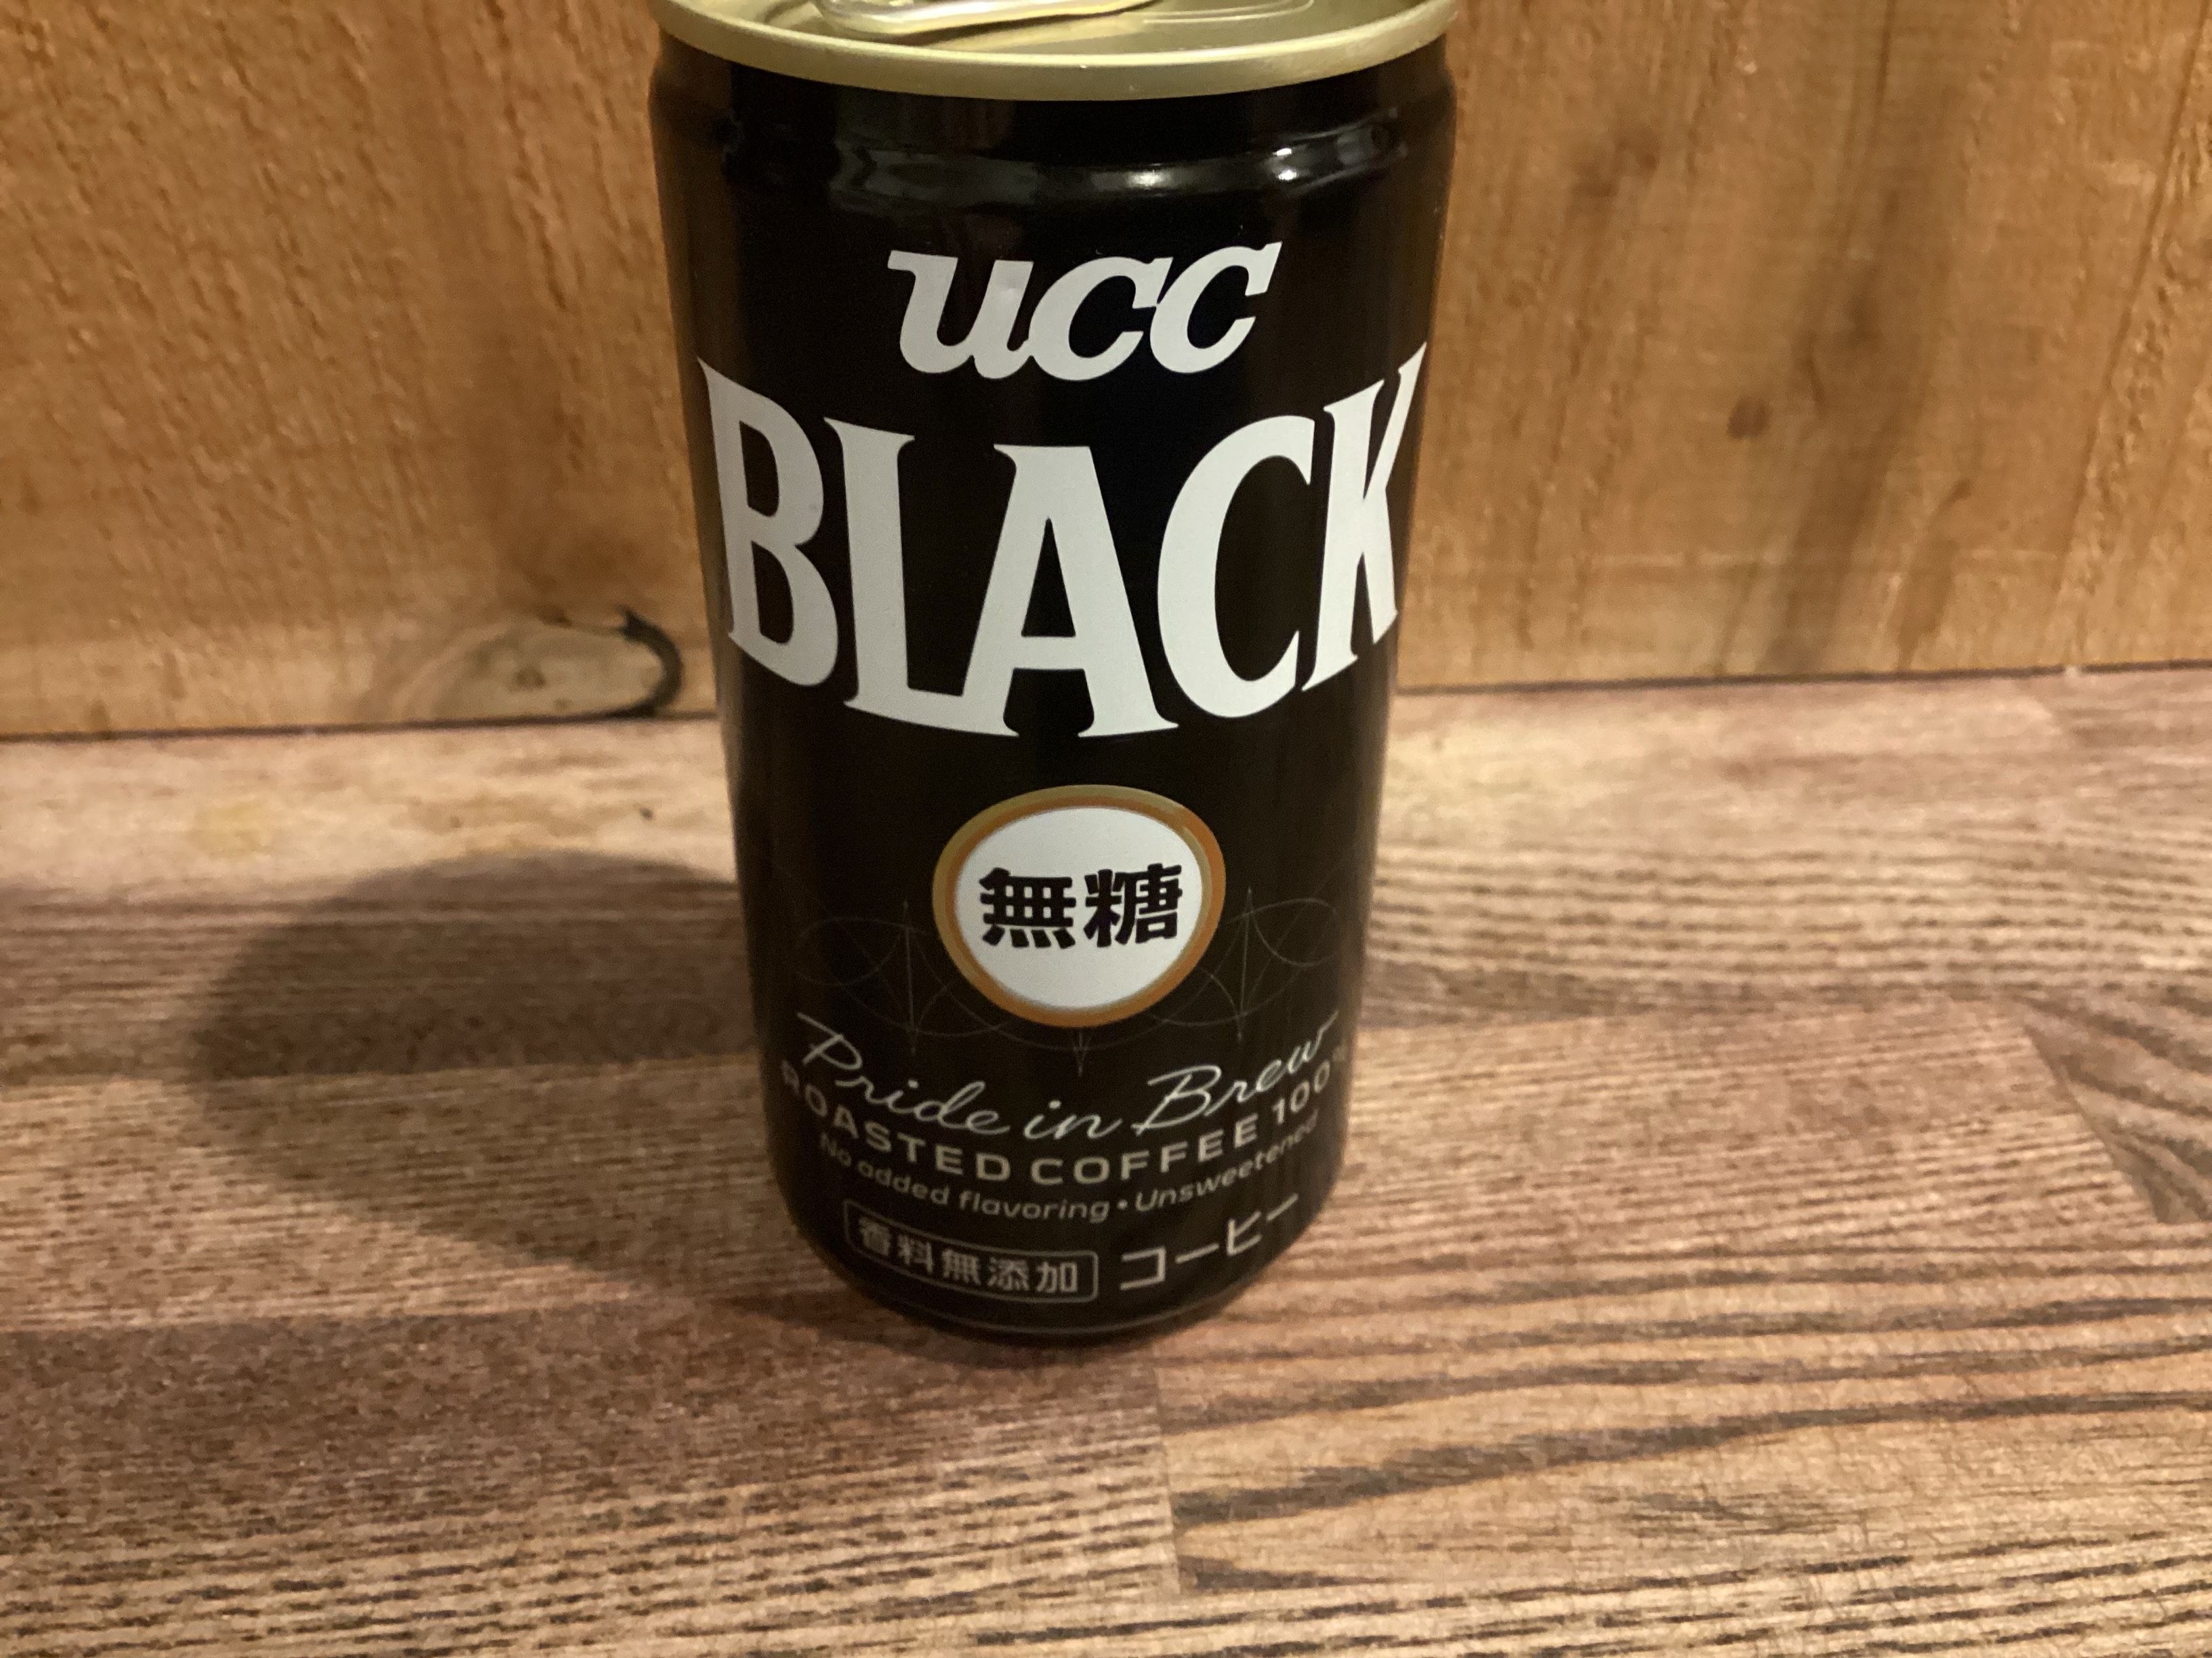 ucc
BLACK
無糖
Pride in Brew
ROASTED COFFEE 100%
No added flavoring・Unsweetened
香料無添加 コーヒー